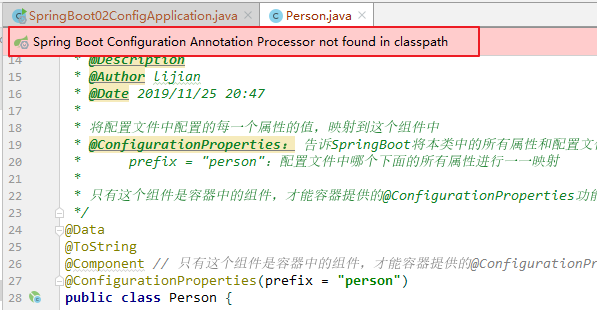 SpringBoot02ConfigApplication.java × Person.java ×
Spring Boot Configuration Annotation Processor not found in classpath
14 * @Description
15 * @Author lijian
16 * @Date 2019/11/25 20:47
17 *
18 * 将配置文件中配置的每一个属性的值，映射到这个组件中
19 * @ConfigurationProperties： 告诉SpringBoot将本类中的所有属性和配置文
20 * prefix = "person"：配置文件中哪个下面的所有属性进行一一映射
21 *
22 * 只有这个组件是容器中的组件，才能容器提供的@ConfigurationProperties功
23 */
24 @Data
25 @ToString
26 @Component // 只有这个组件是容器中的组件，才能容器提供的@ConfigurationPr
27 @ConfigurationProperties(prefix = "person")
28 public class Person {